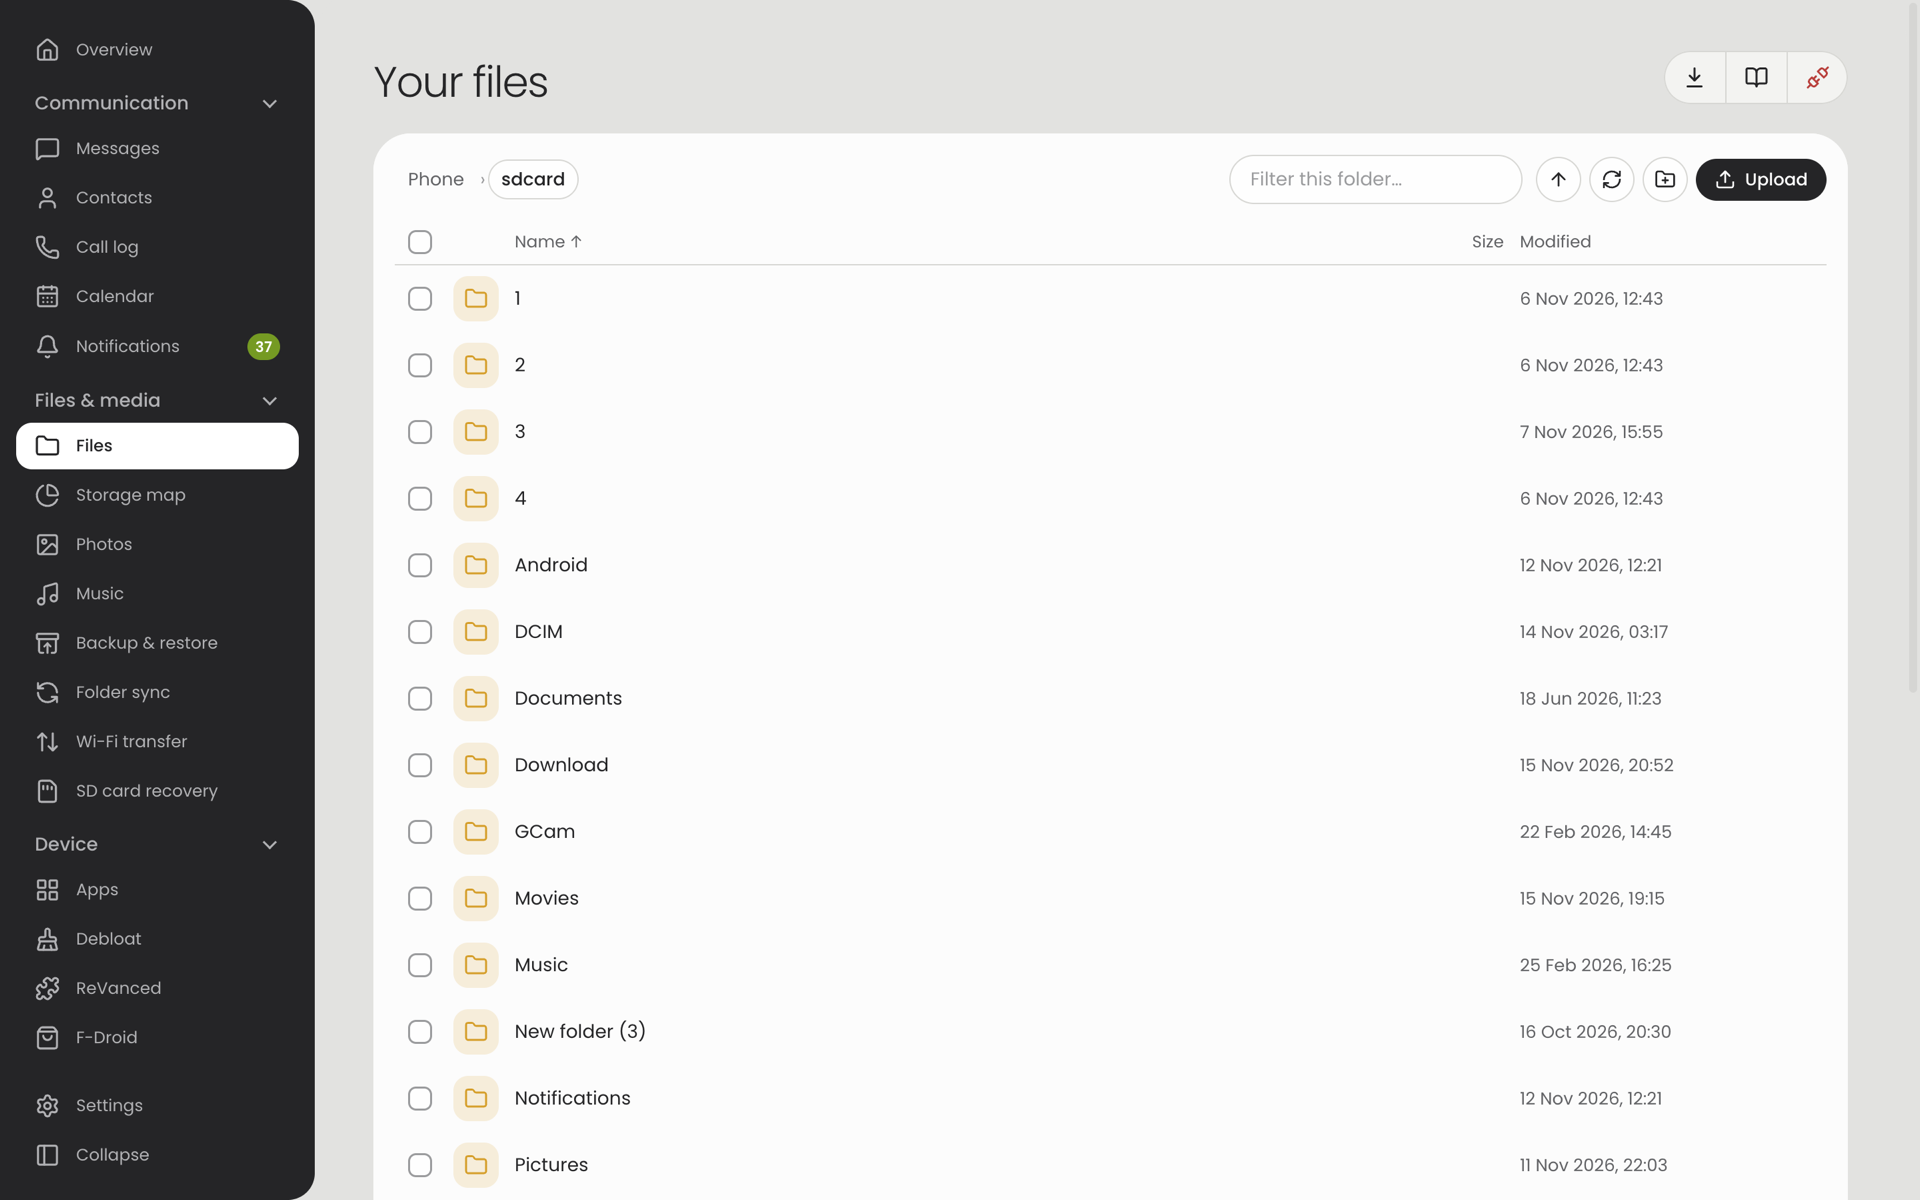 Overview
Communication
Messages
Contacts
Call log
Calendar
Notifications 37
Files & media
Files
Storage map
Photos
Music
Backup & restore
Folder sync
Wi-Fi transfer
SD card recovery
Device
Apps
Debloat
ReVanced
F-Droid
Settings
Collapse
Your files
Phone › sdcard
Filter this folder...
Upload
Name ↑ Size Modified
1 6 Nov 2026, 12:43
2 6 Nov 2026, 12:43
3 7 Nov 2026, 15:55
4 6 Nov 2026, 12:43
Android 12 Nov 2026, 12:21
DCIM 14 Nov 2026, 03:17
Documents 18 Jun 2026, 11:23
Download 15 Nov 2026, 20:52
GCam 22 Feb 2026, 14:45
Movies 15 Nov 2026, 19:15
Music 25 Feb 2026, 16:25
New folder (3) 16 Oct 2026, 20:30
Notifications 12 Nov 2026, 12:21
Pictures 11 Nov 2026, 22:03